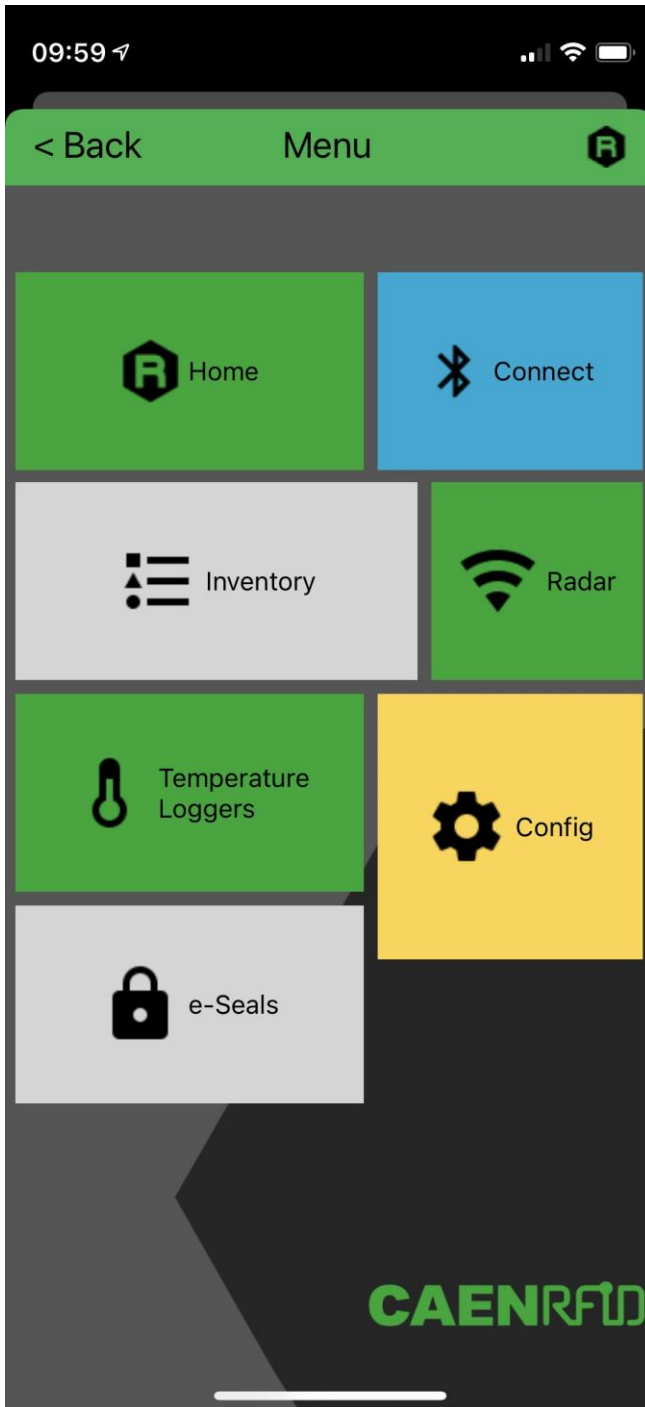 09:59
< Back Menu
Home
Connect
Inventory
Radar
Temperature
Loggers
Config
e-Seals
CAENRFID